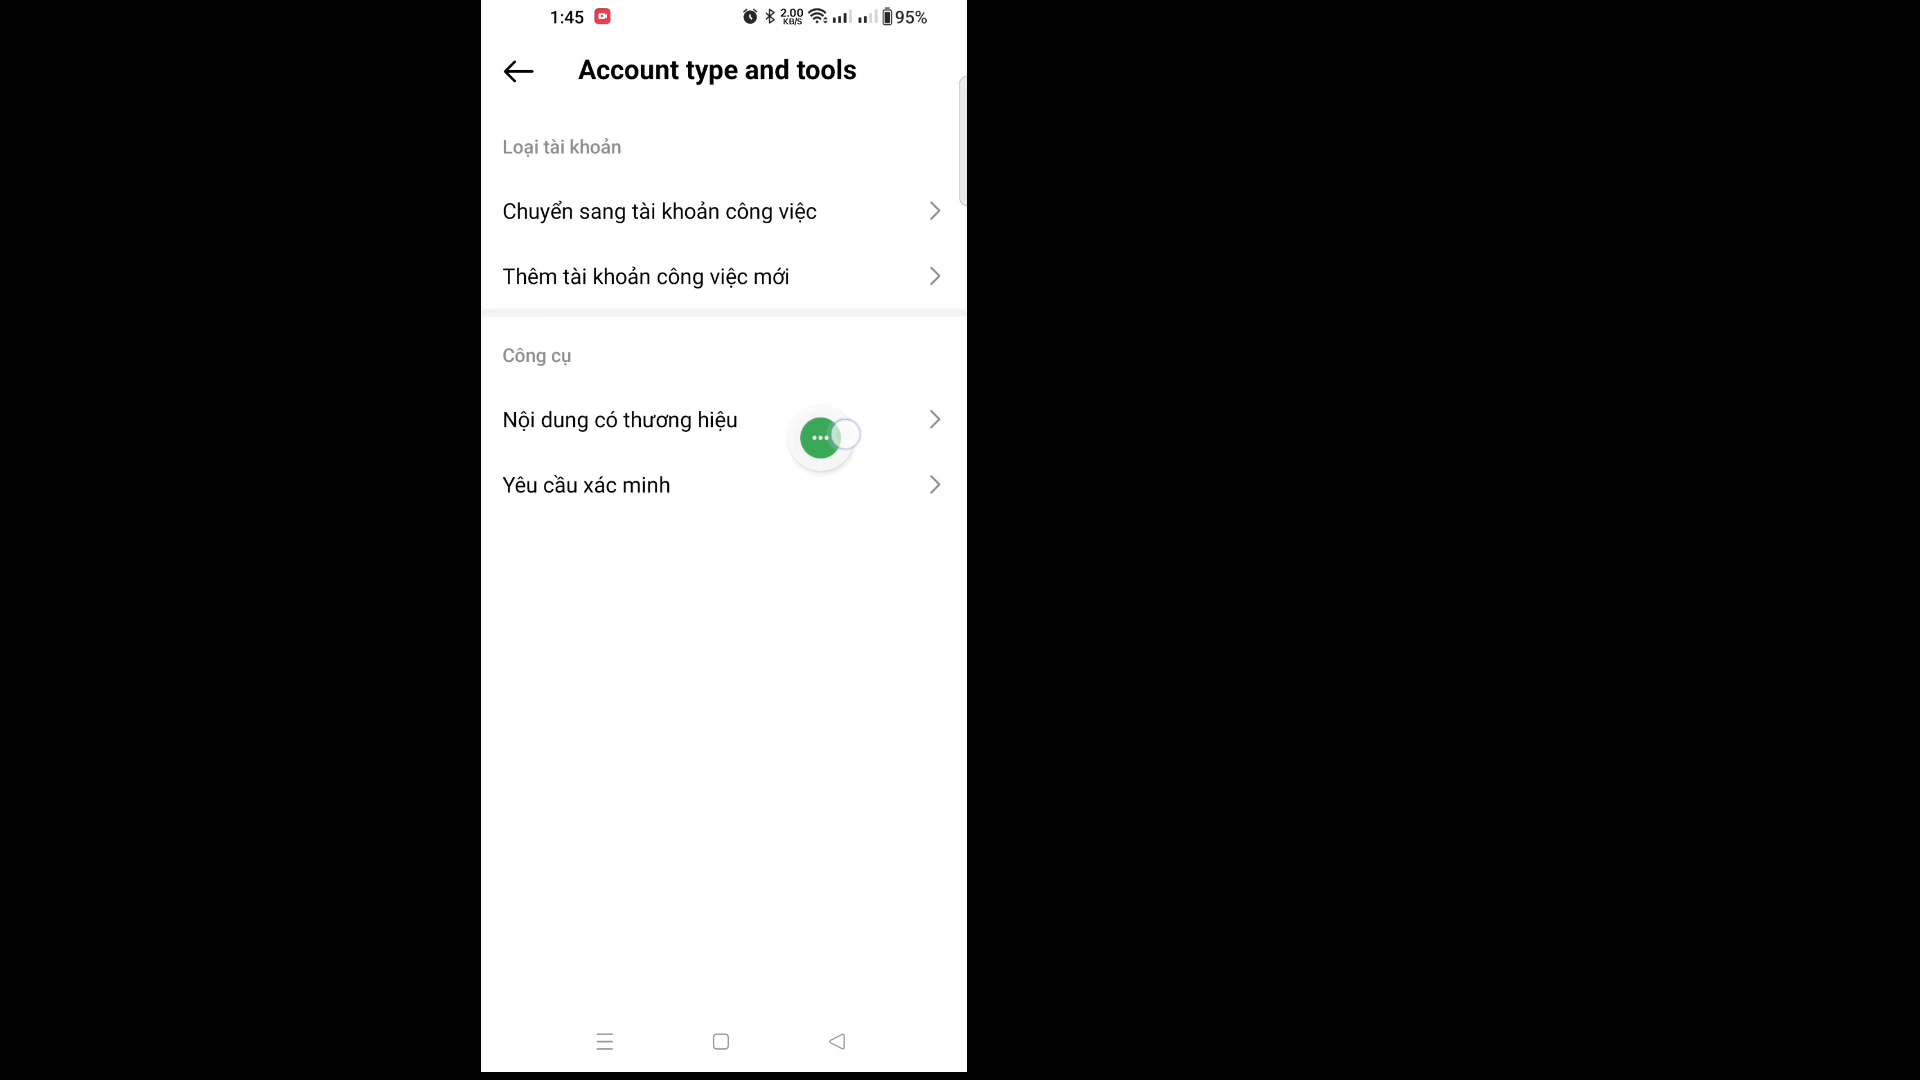 1:45 2.00 KB/S 95%
Account type and tools
Loại tài khoản
Chuyển sang tài khoản công việc
Thêm tài khoản công việc mới
Công cụ
Nội dung có thương hiệu
Yêu cầu xác minh